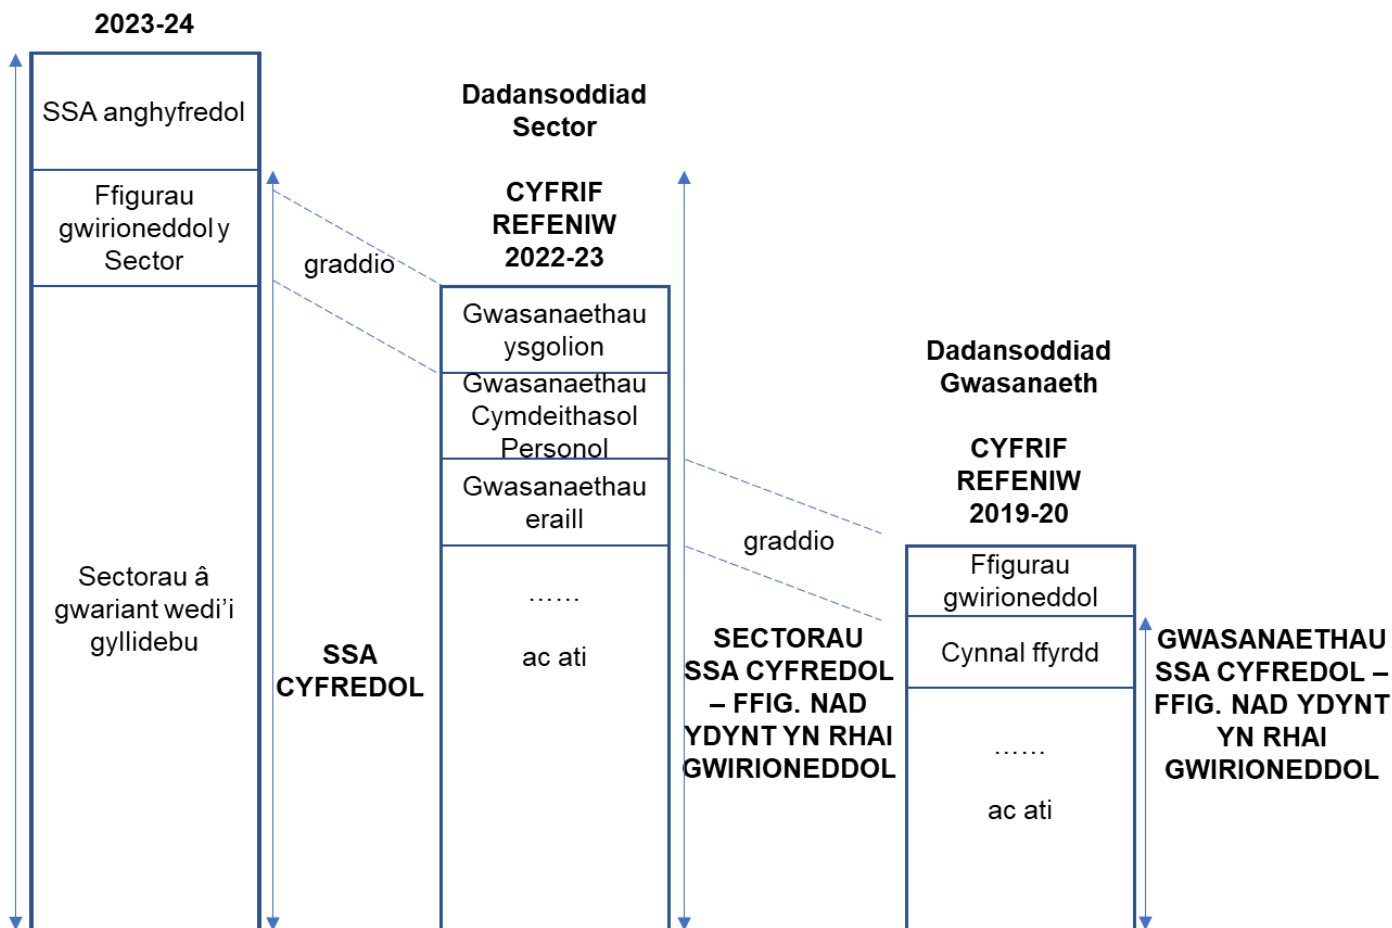 2023-24
SSA anghyfredol
Ffigurau
gwirioneddol y
Sector
Sectorau â
gwariant wedi’i
gyllidebu
SSA
CYFREDOL
graddio
Dadansoddiad
Sector
CYFRIF
REFENIW
2022-23
Gwasanaethau
ysgolion
Gwasanaethau
Cymdeithasol
Personol
Gwasanaethau
eraill
……
ac ati
SECTORAU
SSA CYFREDOL
– FFIG. NAD
YDYNT YN RHAI
GWIRIONEDDOL
graddio
Dadansoddiad
Gwasanaeth
CYFRIF
REFENIW
2019-20
Ffigurau
gwirioneddol
Cynnal ffyrdd
……
ac ati
GWASANAETHAU
SSA CYFREDOL –
FFIG. NAD YDYNT
YN RHAI
GWIRIONEDDOL